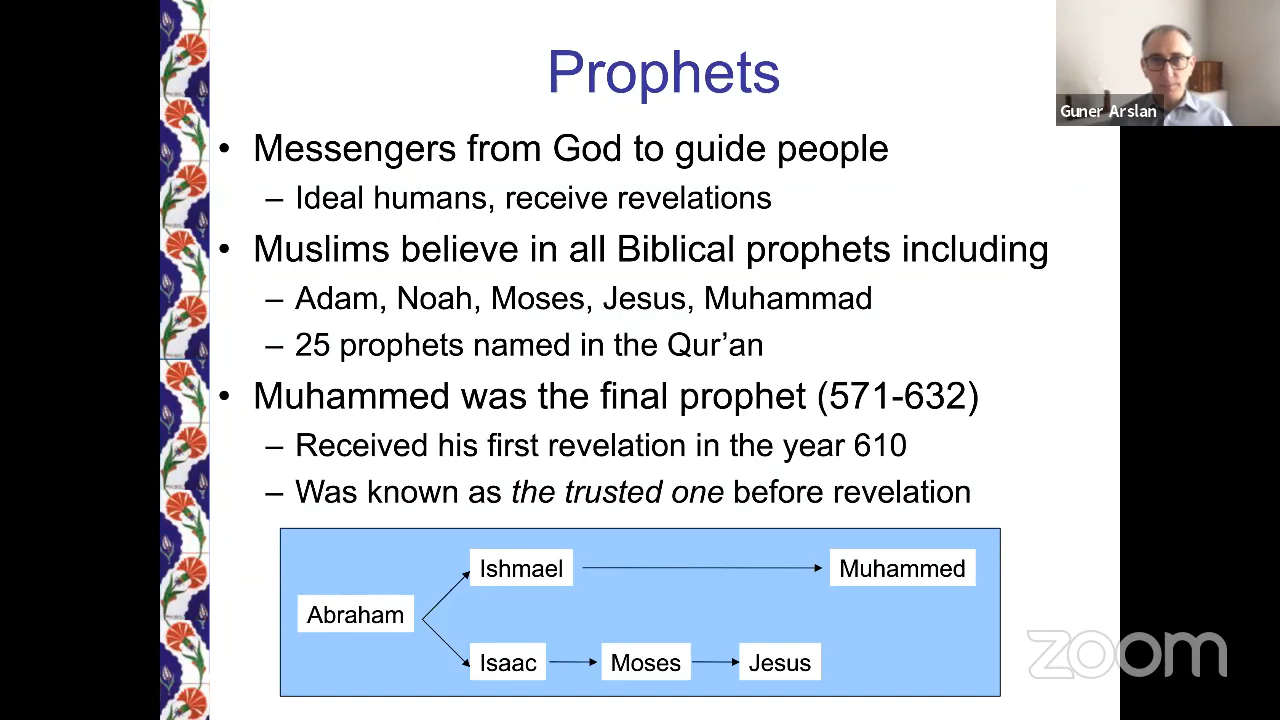 Prophets
Guner Arslan
• Messengers from God to guide people
– Ideal humans, receive revelations
• Muslims believe in all Biblical prophets including
– Adam, Noah, Moses, Jesus, Muhammad
– 25 prophets named in the Qur’an
• Muhammed was the final prophet (571-632)
– Received his first revelation in the year 610
– Was known as the trusted one before revelation
Ishmael
Muhammed
Abraham
Isaac
Moses
Jesus
zoom